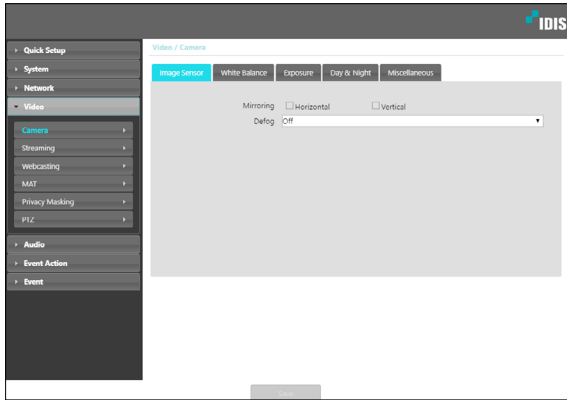 IDIS
Quick Setup
System
Network
Video
Camera
Streaming
Webcasting
MAT
Privacy Masking
PTZ
Audio
Event Action
Event
Video / Camera
Image Sensor White Balance Exposure Day & Night Miscellaneous
Mirroring Horizontal Vertical
Defog Off
Save